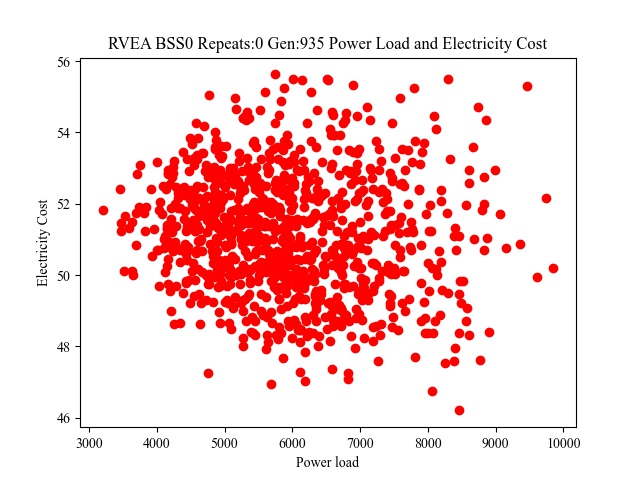 RVEA BSS0 Repeats:0 Gen:935 Power Load and Electricity Cost
56
54
52
50
48
46
Electricity Cost
3000 4000 5000 6000 7000 8000 9000 10000
Power load